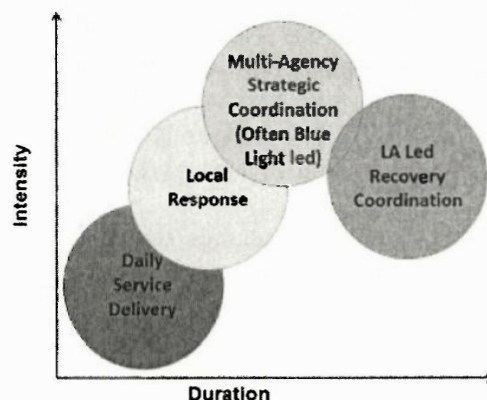 Multi-Agency
Strategic
Coordination
(Often Blue
Light led)
LA Led
Recovery
Coordination
Local
Response
Daily
Service
Delivery
Intensity
Duration